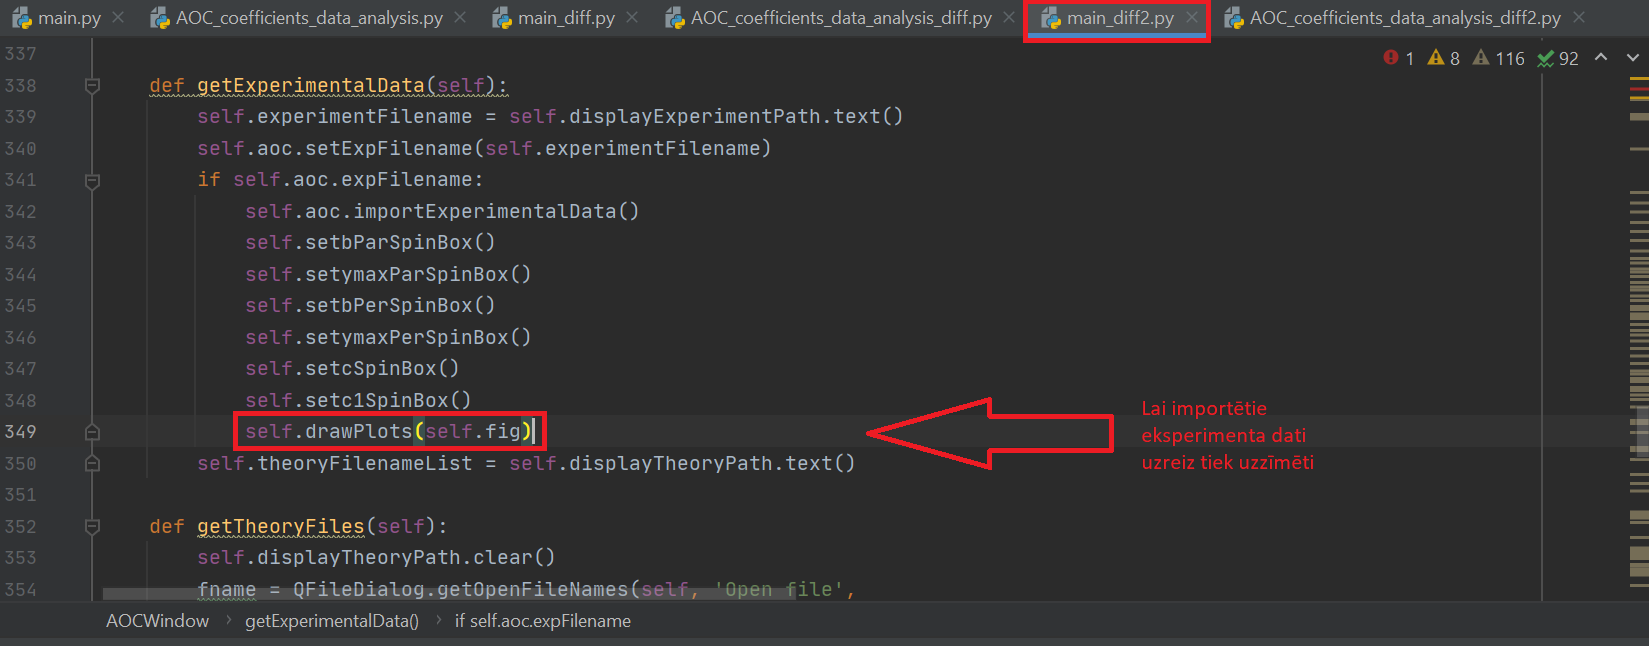 main.py AOC_coefficients_data_analysis.py main_diff.py AOC_coefficients_data_analysis_diff.py main_diff2.py AOC_coefficients_data_analysis_diff2.py
337 1 8 116 92
338 def getExperimentalData(self):
339 self.experimentFilename = self.displayExperimentPath.text()
340 self.aoc.setExpFilename(self.experimentFilename)
341 if self.aoc.expFilename:
342 self.aoc.importExperimentalData()
343 self.setbParSpinBox()
344 self.setymaxParSpinBox()
345 self.setbPerSpinBox()
346 self.setymaxPerSpinBox()
347 self.setcSpinBox()
348 self.setc1SpinBox()
349 self.drawPlots(self.fig)
350 self.theoryFilenameList = self.displayTheoryPath.text()
351
352 def getTheoryFiles(self):
353 self.displayTheoryPath.clear()
354 fname = QFileDialog.getOpenFileNames(self, 'Open file',
Lai importētie
eksperimenta dati
uzreiz tiek uzzīmēti
AOCWindow › getExperimentalData() › if self.aoc.expFilename